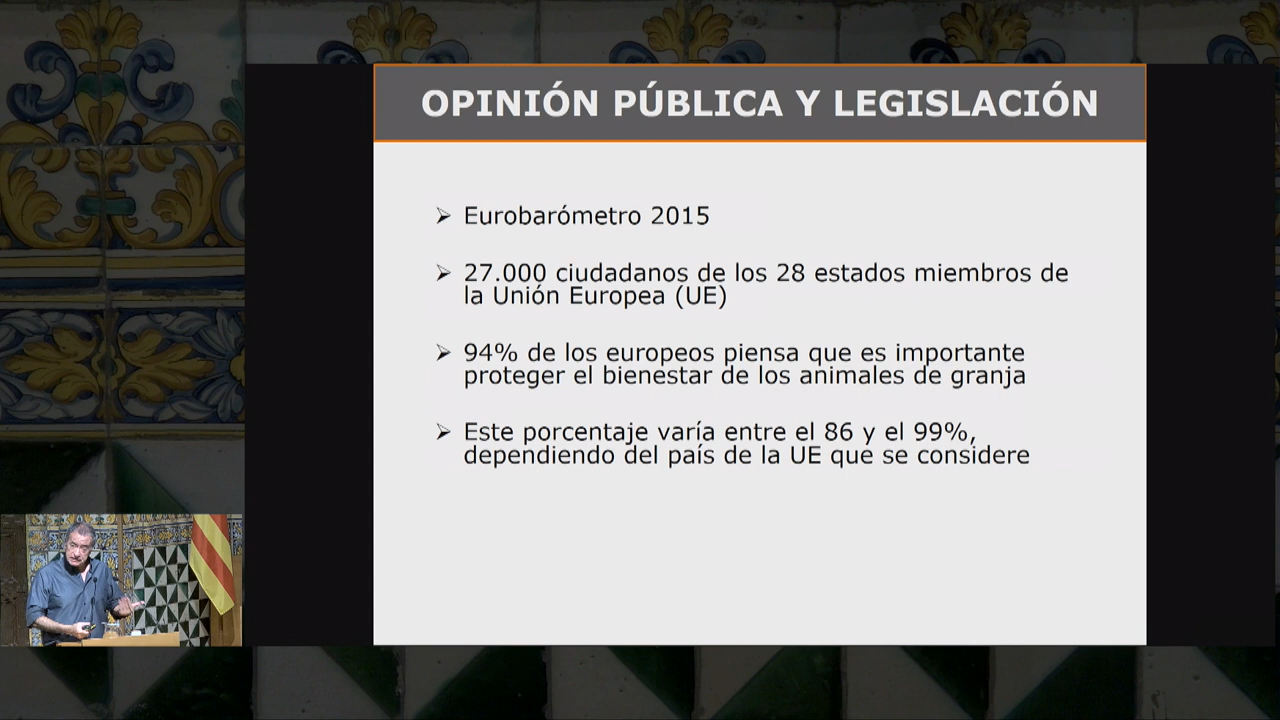 OPINIÓN PÚBLICA Y LEGISLACIÓN
➢ Eurobarómetro 2015
➢ 27.000 ciudadanos de los 28 estados miembros de
la Unión Europea (UE)
➢ 94% de los europeos piensa que es importante
proteger el bienestar de los animales de granja
➢ Este porcentaje varía entre el 86 y el 99%,
dependiendo del país de la UE que se considere